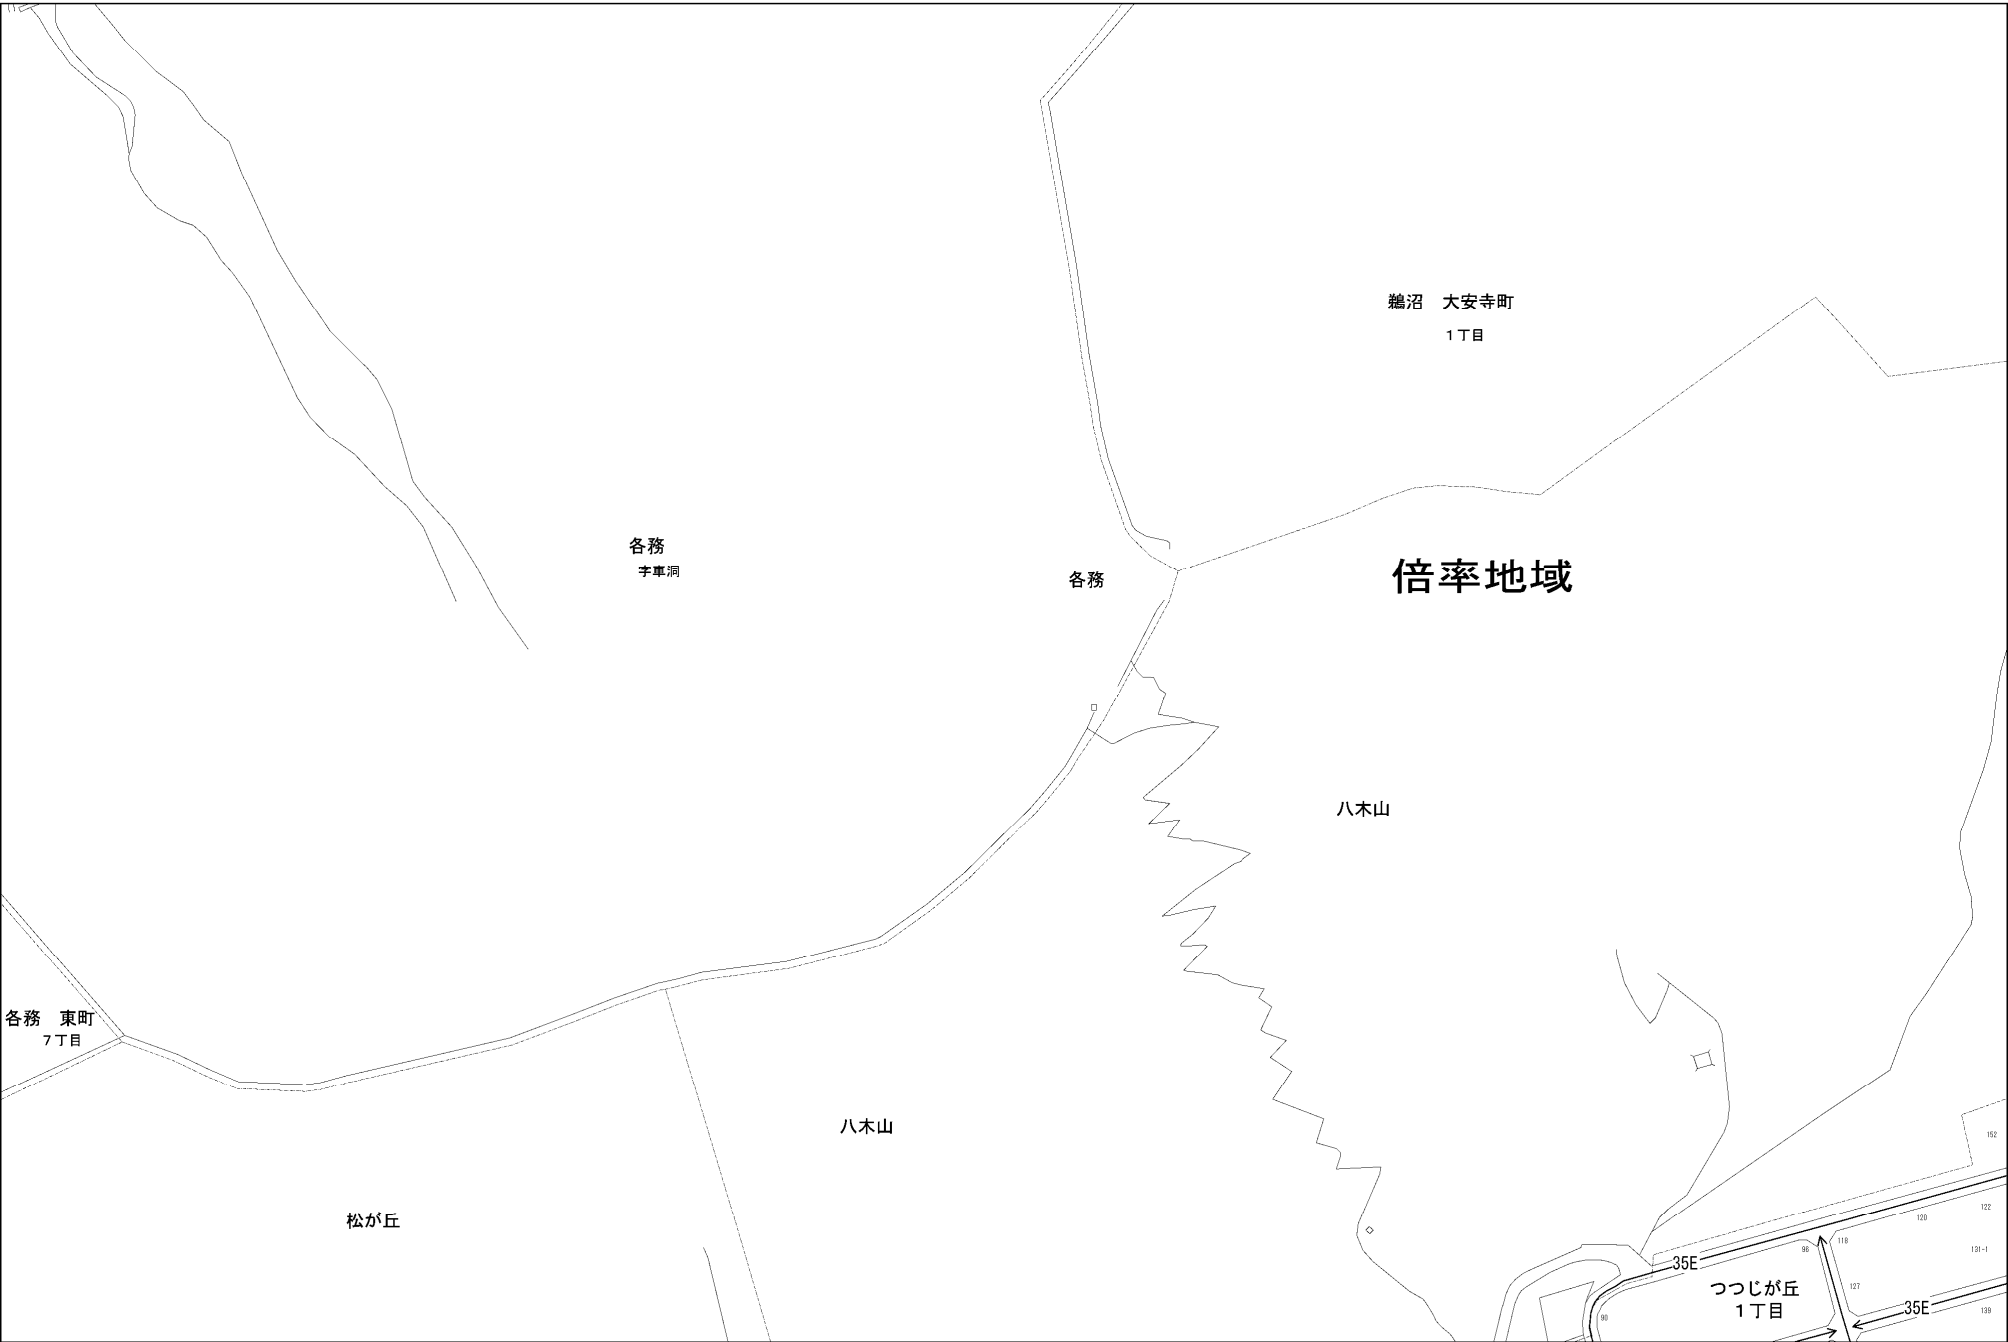 鵜沼　大安寺町
１丁目
各務
字車洞
各務
倍率地域
八木山
各務　東町
７丁目
八木山
松が丘
152
122
120
118
98
131-1
35E
つつじが丘
１丁目
127
35E
139
90